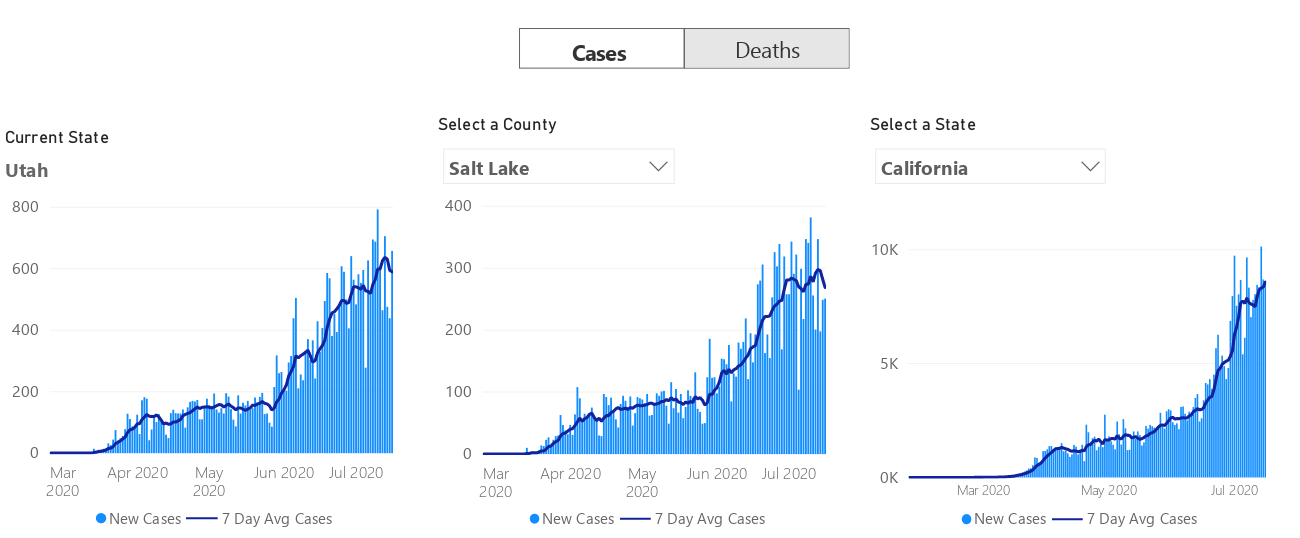 Cases
Deaths
Current State
Utah
800
600
400
200
0
Mar 2020
Apr 2020
May 2020
Jun 2020
Jul 2020
New Cases
7 Day Avg Cases
Select a County
Salt Lake
400
300
200
100
0
Mar 2020
Apr 2020
May 2020
Jun 2020
Jul 2020
New Cases
7 Day Avg Cases
Select a State
California
10K
5K
0K
Mar 2020
May 2020
Jul 2020
New Cases
7 Day Avg Cases